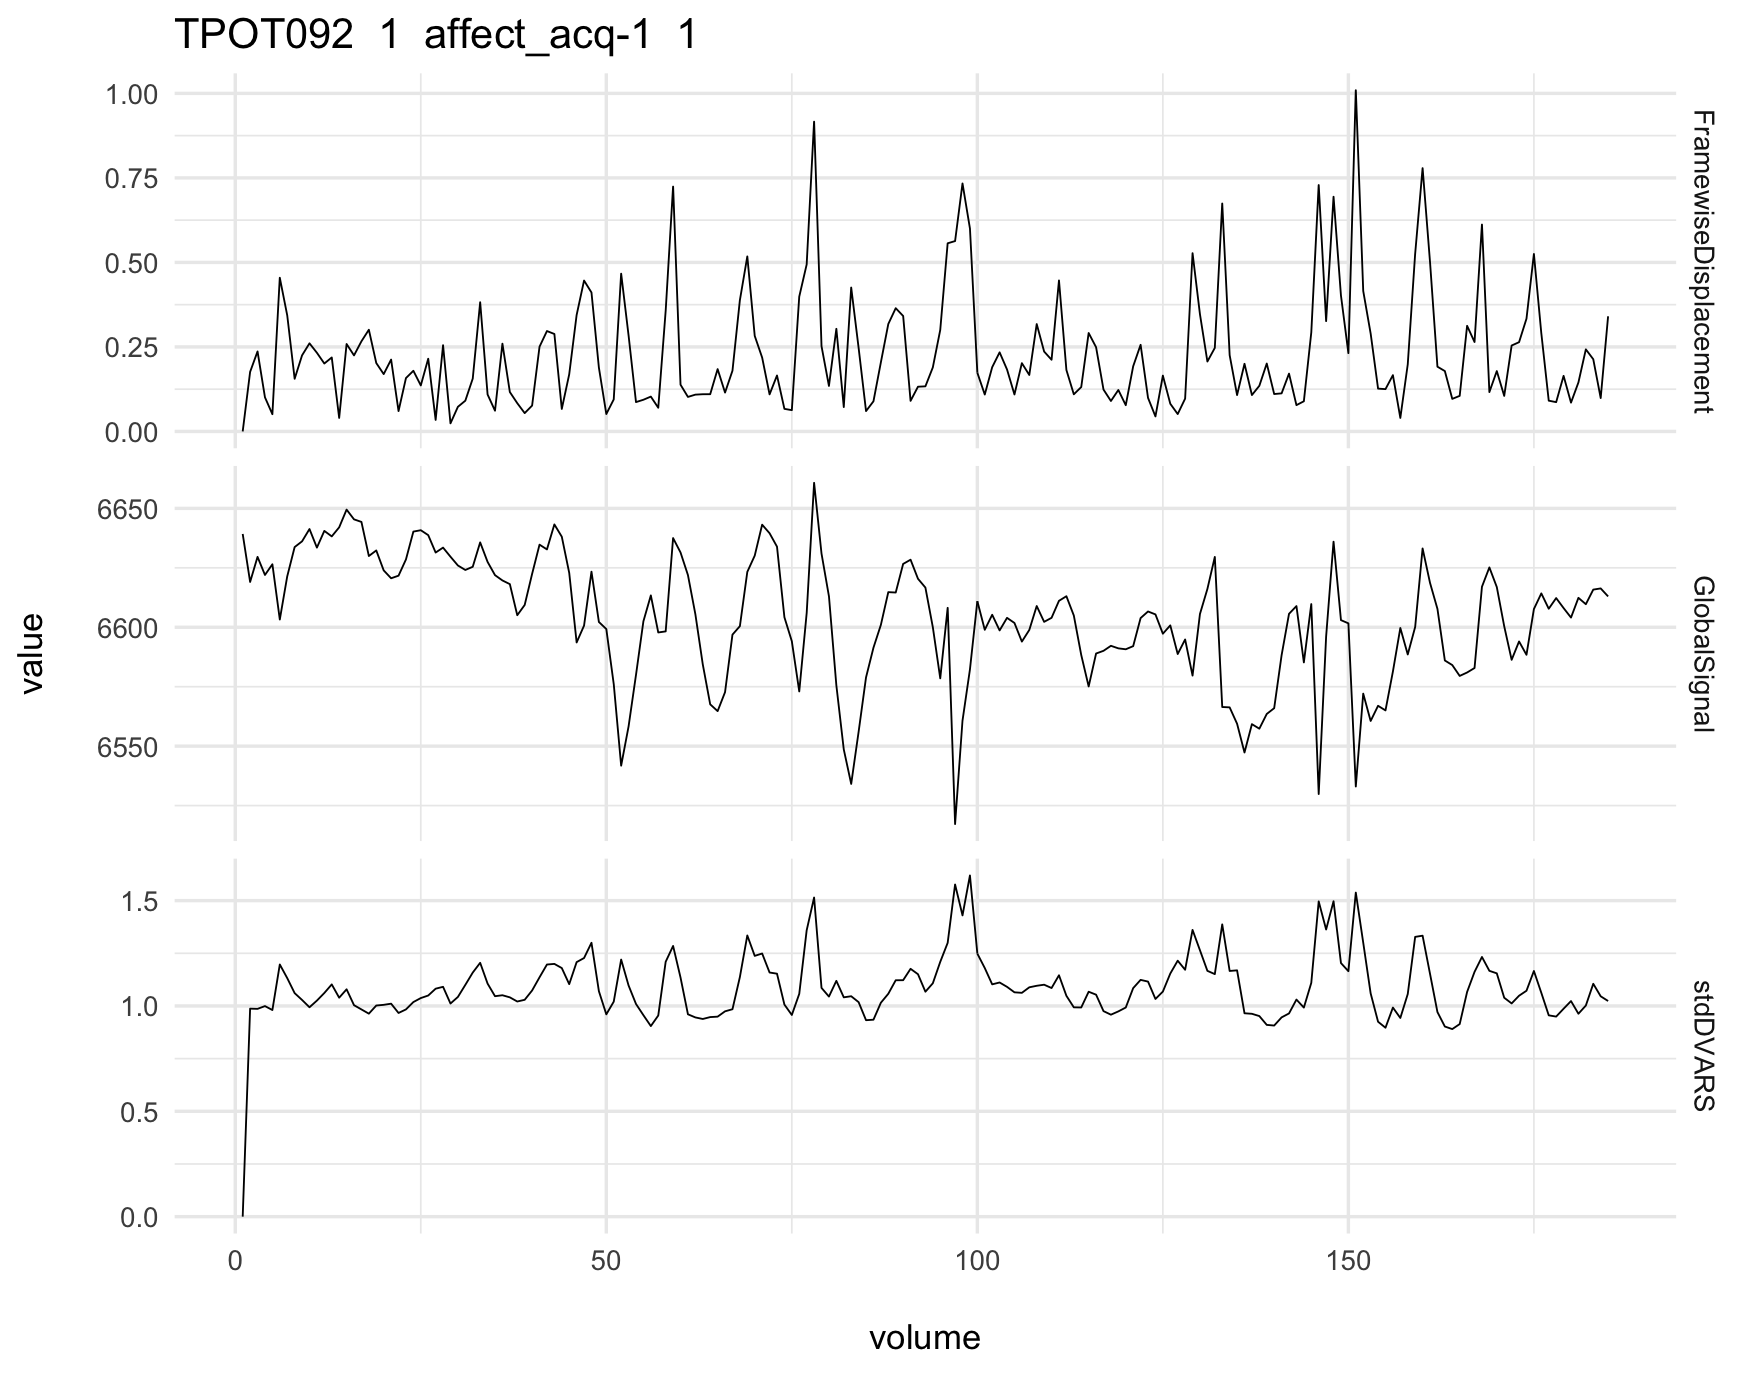 TPOT092 1 affect_acq-1 1
1.00
0.75
0.50
0.25
0.00
FramewiseDisplacement
6650
6600
6550
GlobalSignal
1.5
1.0
0.5
0.0
stdDVARS
value
0 50 100 150
volume